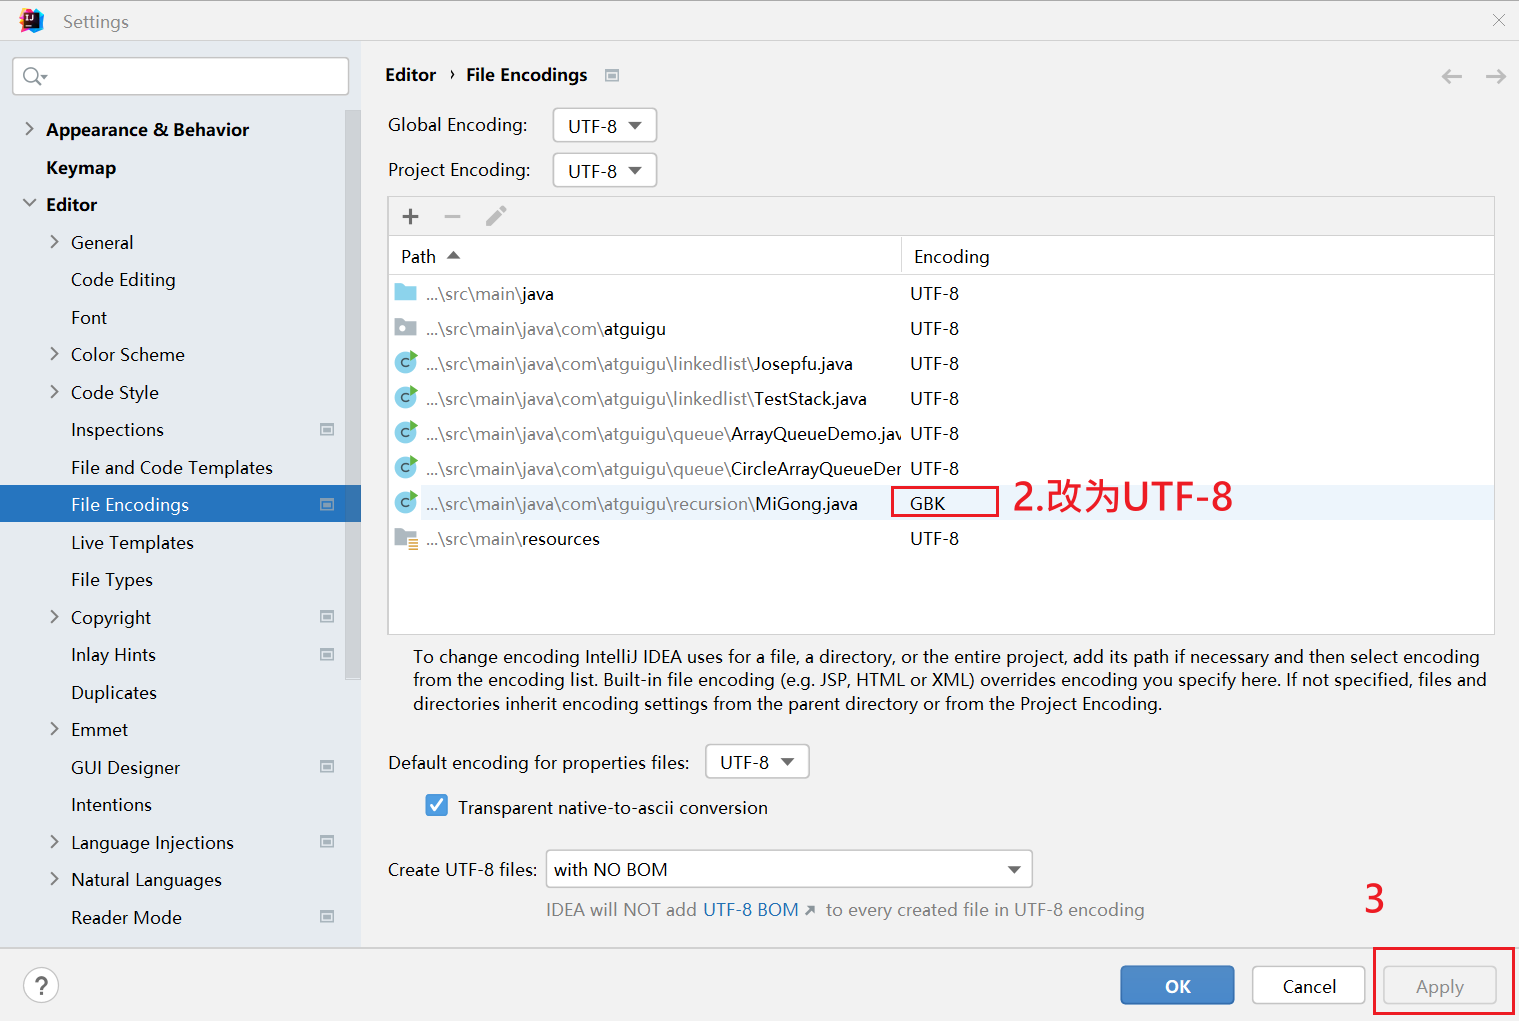 Settings
Editor › File Encodings
Global Encoding: UTF-8
Project Encoding: UTF-8
Appearance & Behavior
Keymap
Editor
General
Code Editing
Font
Color Scheme
Code Style
Inspections
File and Code Templates
File Encodings
Live Templates
File Types
Copyright
Inlay Hints
Duplicates
Emmet
GUI Designer
Intentions
Language Injections
Natural Languages
Reader Mode
Path Encoding
...\src\main\java UTF-8
...\src\main\java\com\atguigu UTF-8
...\src\main\java\com\atguigu\linkedlist\Josepfu.java UTF-8
...\src\main\java\com\atguigu\linkedlist\TestStack.java UTF-8
...\src\main\java\com\atguigu\queue\ArrayQueueDemo.jav UTF-8
...\src\main\java\com\atguigu\queue\CircleArrayQueueDer UTF-8
...\src\main\java\com\atguigu\recursion\MiGong.java GBK 2.改为UTF-8
...\src\main\resources UTF-8
To change encoding IntelliJ IDEA uses for a file, a directory, or the entire project, add its path if necessary and then select encoding
from the encoding list. Built-in file encoding (e.g. JSP, HTML or XML) overrides encoding you specify here. If not specified, files and
directories inherit encoding settings from the parent directory or from the Project Encoding.
Default encoding for properties files: UTF-8
Transparent native-to-ascii conversion
Create UTF-8 files: with NO BOM
IDEA will NOT add UTF-8 BOM ↗ to every created file in UTF-8 encoding
3
?
OK
Cancel
Apply